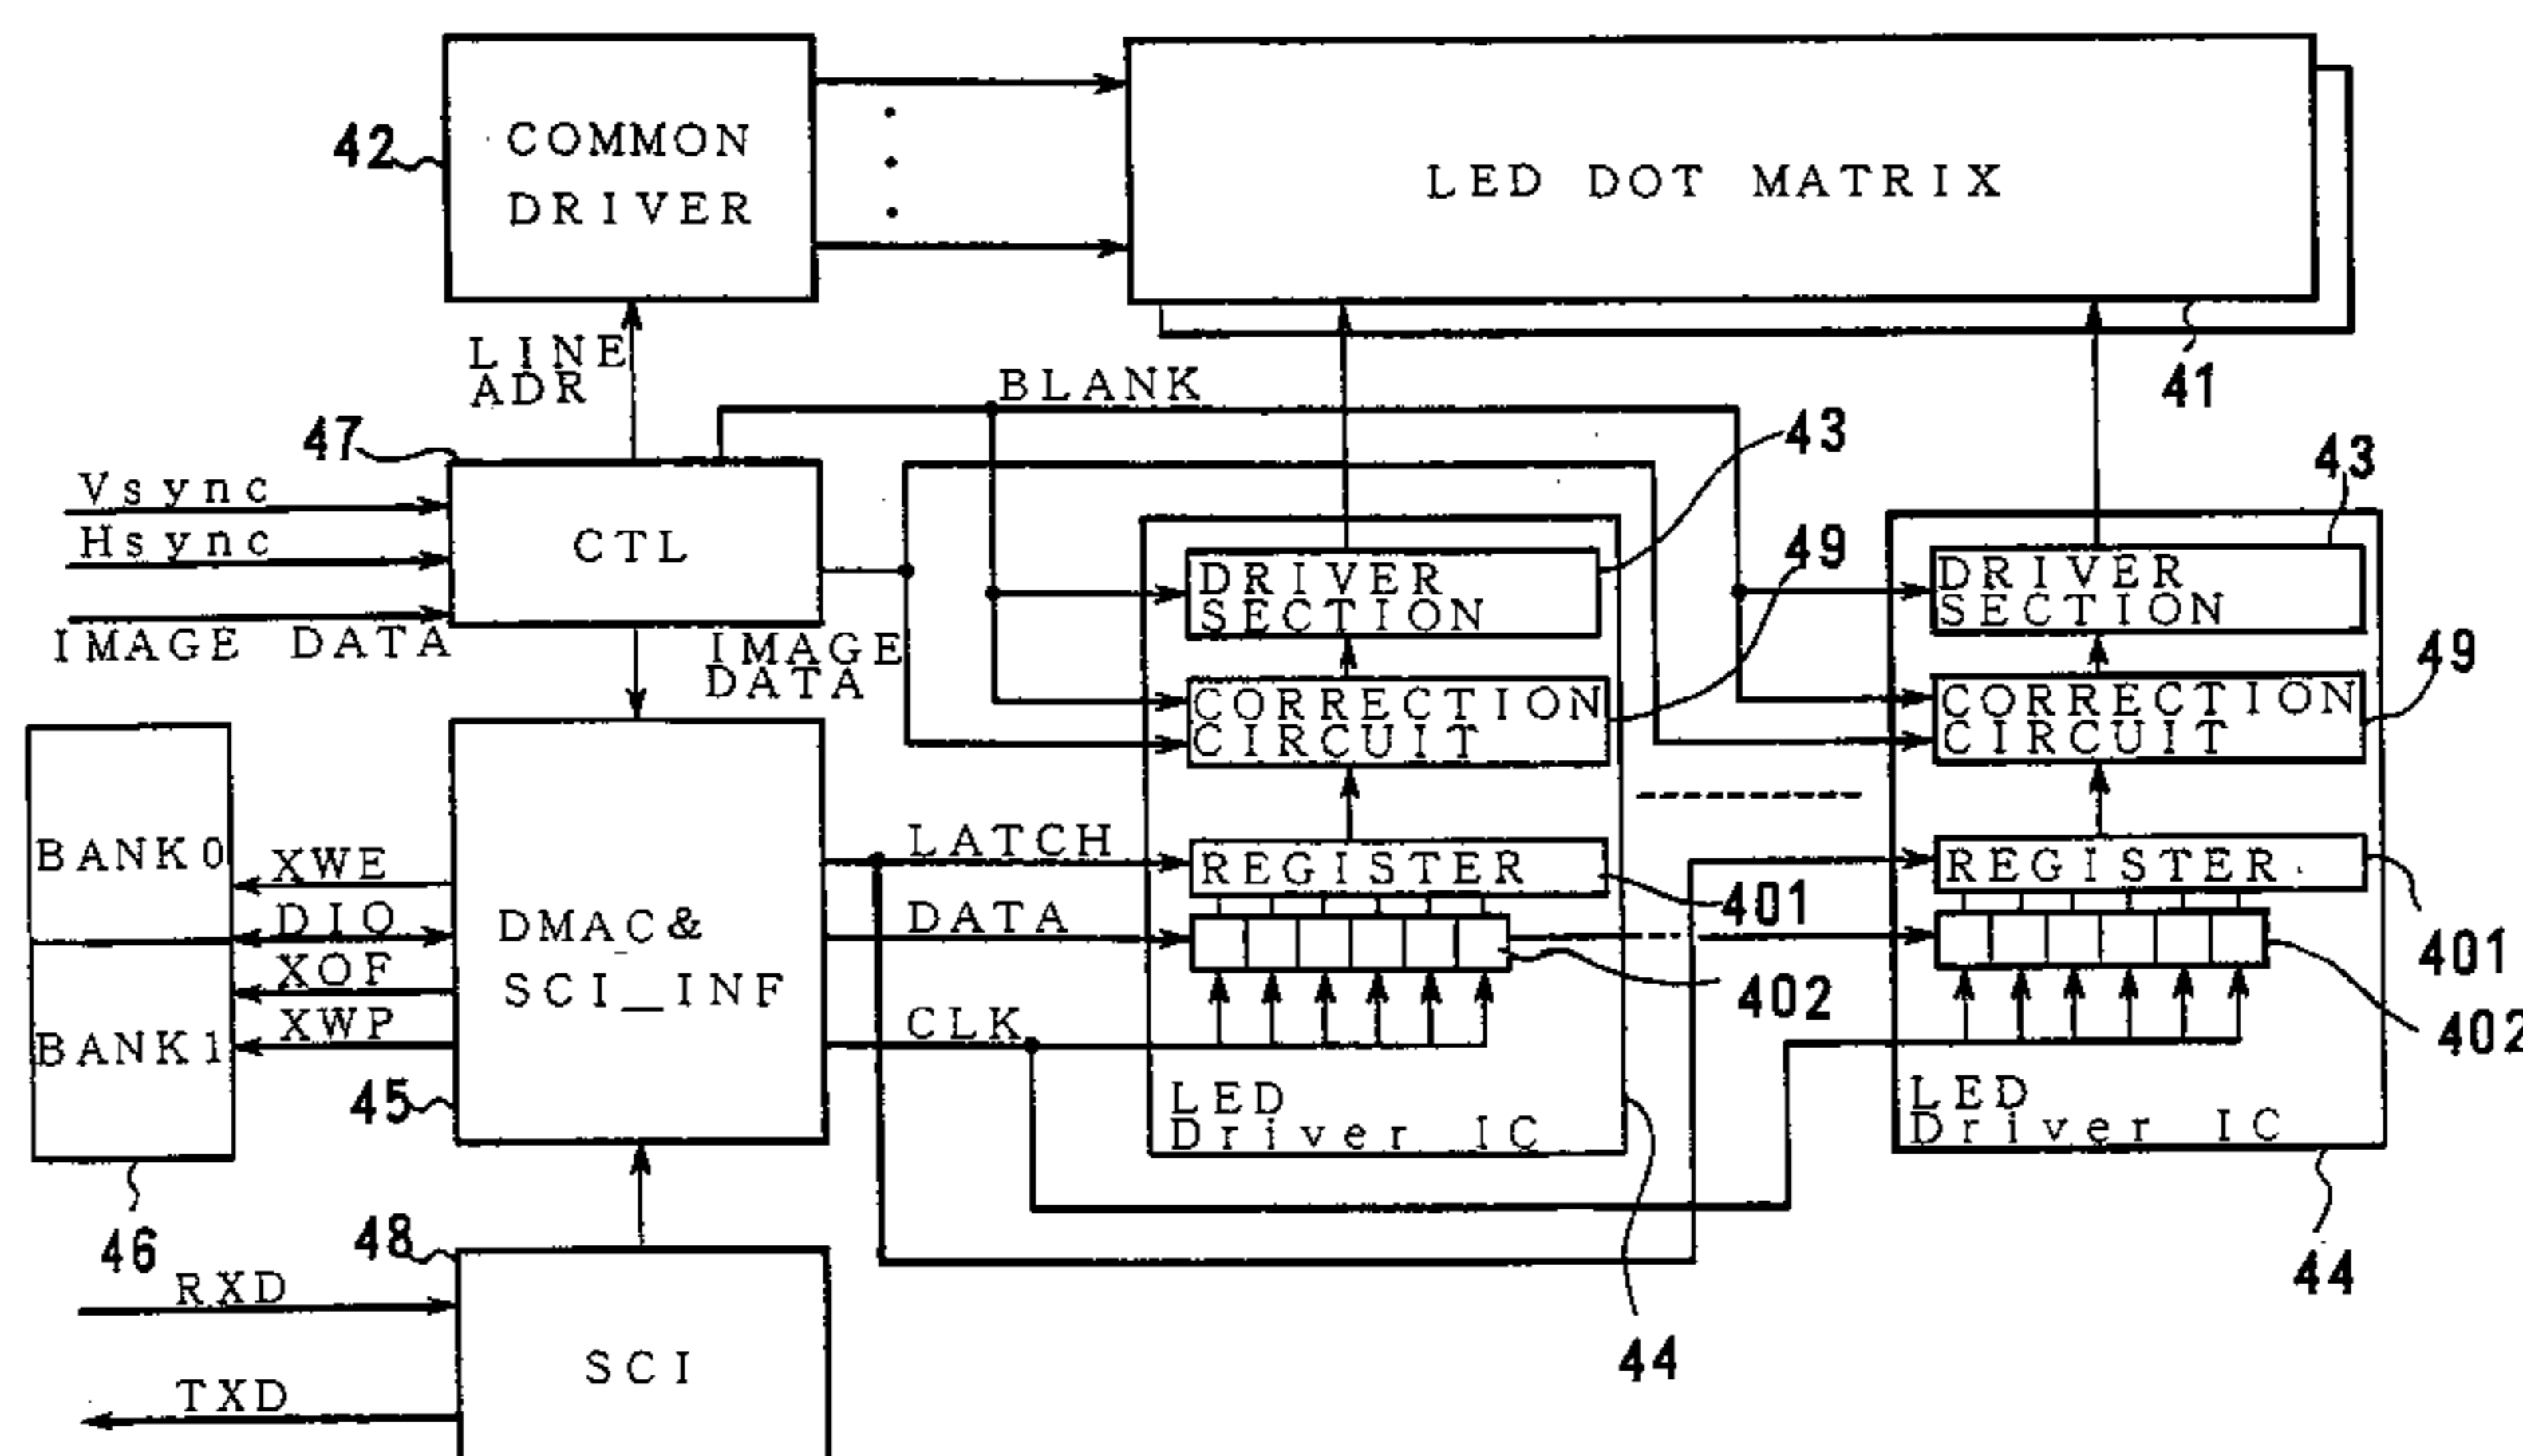 COMMON
DRIVER
42
LED DOT MATRIX
41
LINE
ADR
BLANK
47
Vsync
Hsync
IMAGE DATA
CTL
IMAGE
DATA
43
DRIVER
SECTION
49
CORRECTION
CIRCUIT
43
DRIVER
SECTION
49
CORRECTION
CIRCUIT
BANK0
BANK1
46
XWE
DIO
XOF
XWP
45
DMA_C&
SCI_INF
LATCH
DATA
CLK
REGISTER
401
402
LED
Driver IC
44
REGISTER
401
402
LED
Driver IC
44
48
RXD
TXD
SCI